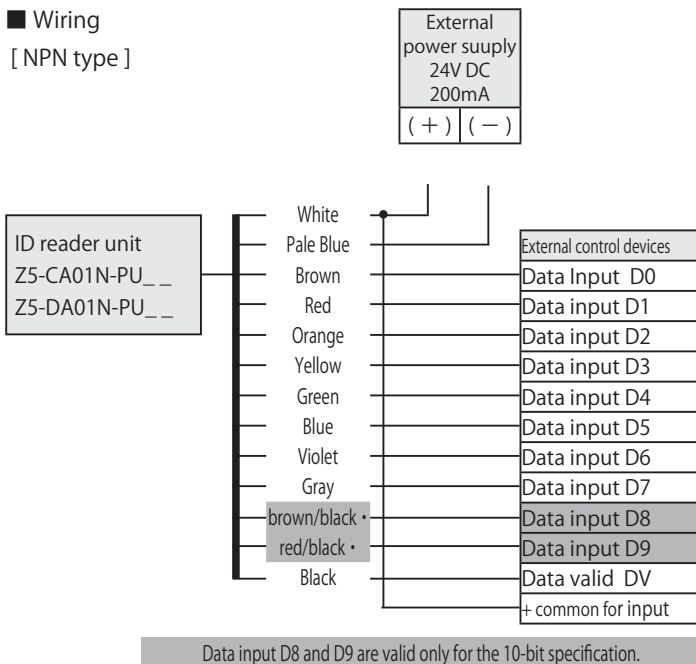 ■ Wiring
[ NPN type ]
External
power suuply
24V DC
200mA
( + ) ( − )
ID reader unit
Z5-CA01N-PU_ _
Z5-DA01N-PU_ _
White
Pale Blue
Brown
Red
Orange
Yellow
Green
Blue
Violet
Gray
brown/black •
red/black •
Black
External control devices
Data Input D0
Data input D1
Data input D2
Data input D3
Data input D4
Data input D5
Data input D6
Data input D7
Data input D8
Data input D9
Data valid DV
+ common for input
Data input D8 and D9 are valid only for the 10-bit specification.